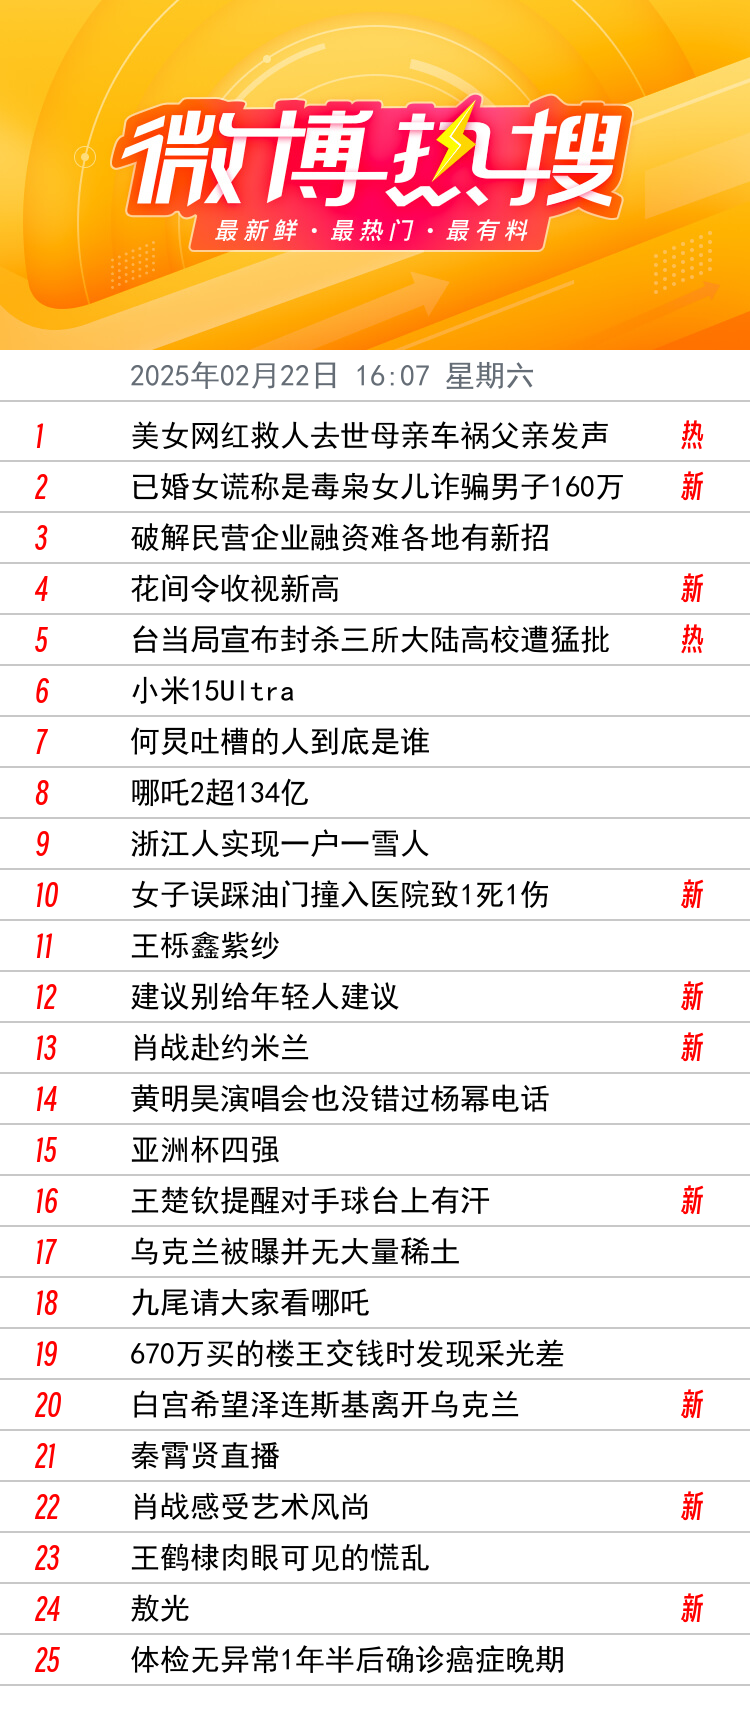 微博热搜
最新鲜·最热门·最有料
2025年02月22日 16:07 星期六
1 美女网红救人去世母亲车祸父亲发声 热
2 已婚女谎称是毒枭女儿诈骗男子160万 新
3 破解民营企业融资难各地有新招
4 花间令收视新高 新
5 台当局宣布封杀三所大陆高校遭猛批 热
6 小米15Ultra
7 何炅吐槽的人到底是谁
8 哪吒2超134亿
9 浙江人实现一户一雪人
10 女子误踩油门撞入医院致1死1伤 新
11 王栎鑫紫纱
12 建议别给年轻人建议 新
13 肖战赴约米兰 新
14 黄明昊演唱会也没错过杨幂电话
15 亚洲杯四强
16 王楚钦提醒对手球台上有汗 新
17 乌克兰被曝并无大量稀土
18 九尾请大家看哪吒
19 670万买的楼王交钱时发现采光差
20 白宫希望泽连斯基离开乌克兰 新
21 秦霄贤直播
22 肖战感受艺术风尚 新
23 王鹤棣肉眼可见的慌乱
24 敖光 新
25 体检无异常1年半后确诊癌症晚期